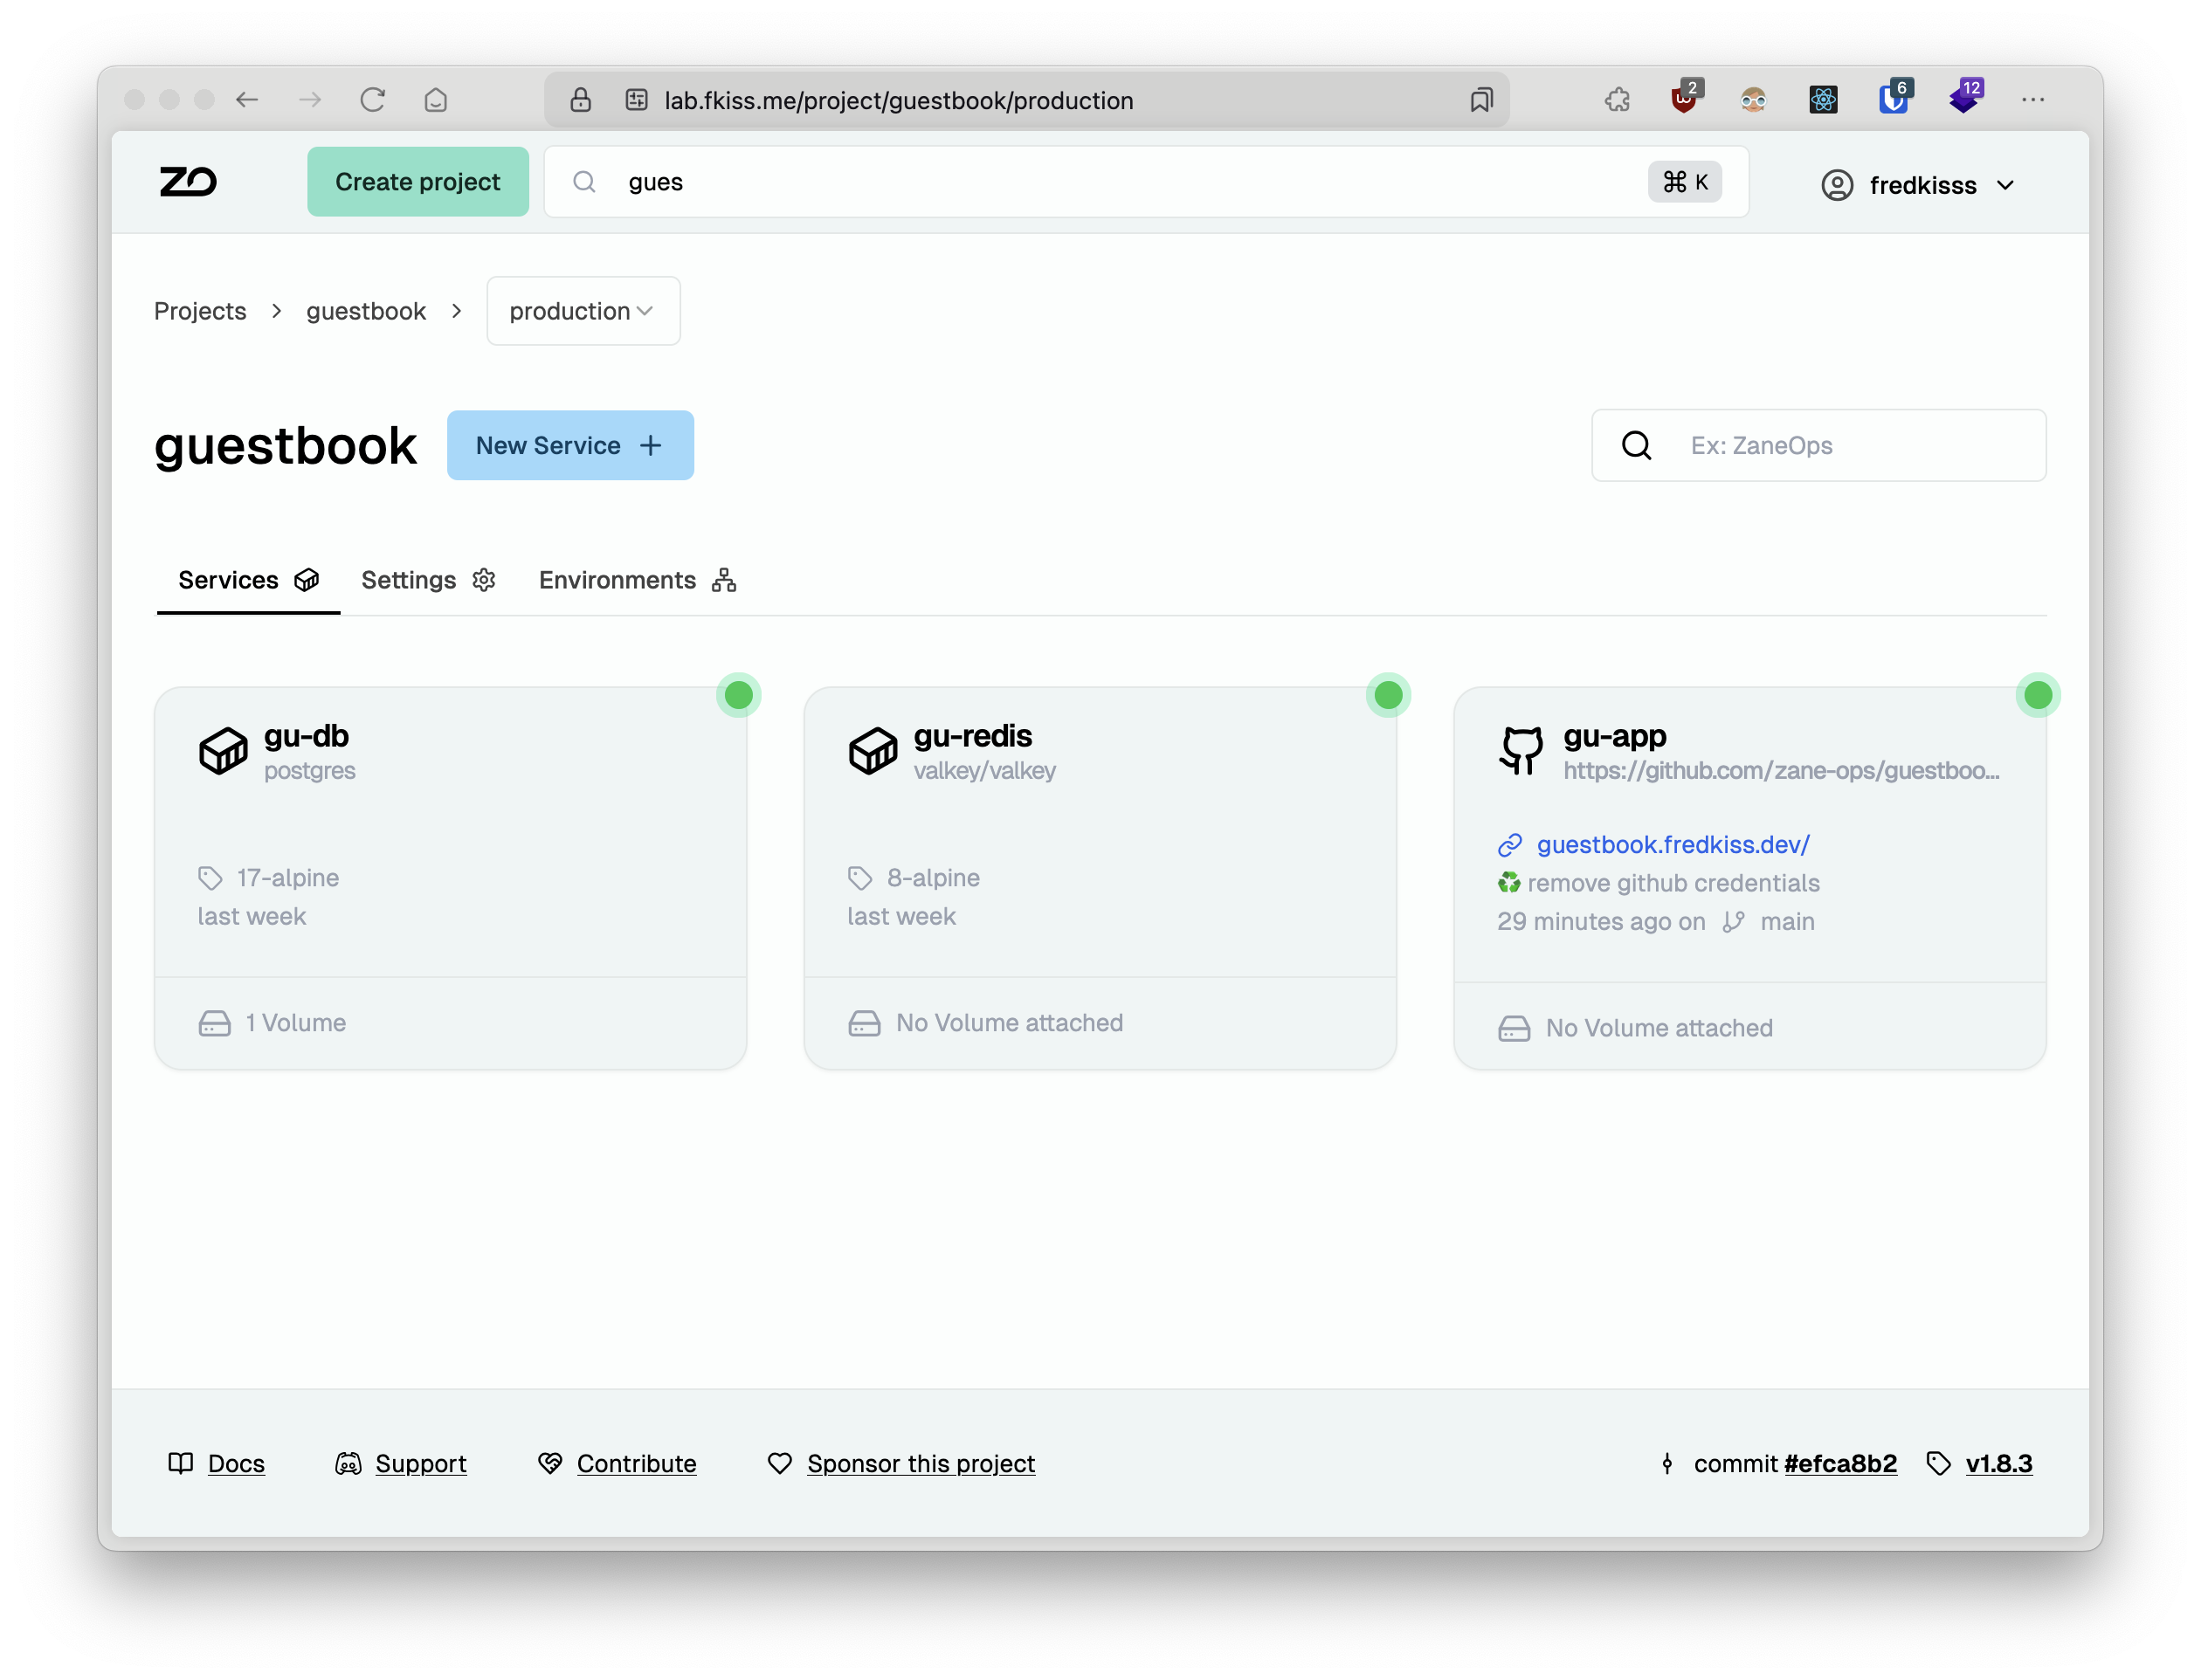 lab.fkiss.me/project/guestbook/production
2
6
12
ZO
Create project
gues
⌘ K
fredkisss
Projects
guestbook
production
guestbook
New Service +
Ex: ZaneOps
Services
Settings
Environments
gu-db
postgres
17-alpine
last week
1 Volume
gu-redis
valkey/valkey
8-alpine
last week
No Volume attached
gu-app
https://github.com/zane-ops/guestboo...
guestbook.fredkiss.dev/
♻️ remove github credentials
29 minutes ago on main
No Volume attached
Docs
Support
Contribute
Sponsor this project
commit #efca8b2
v1.8.3